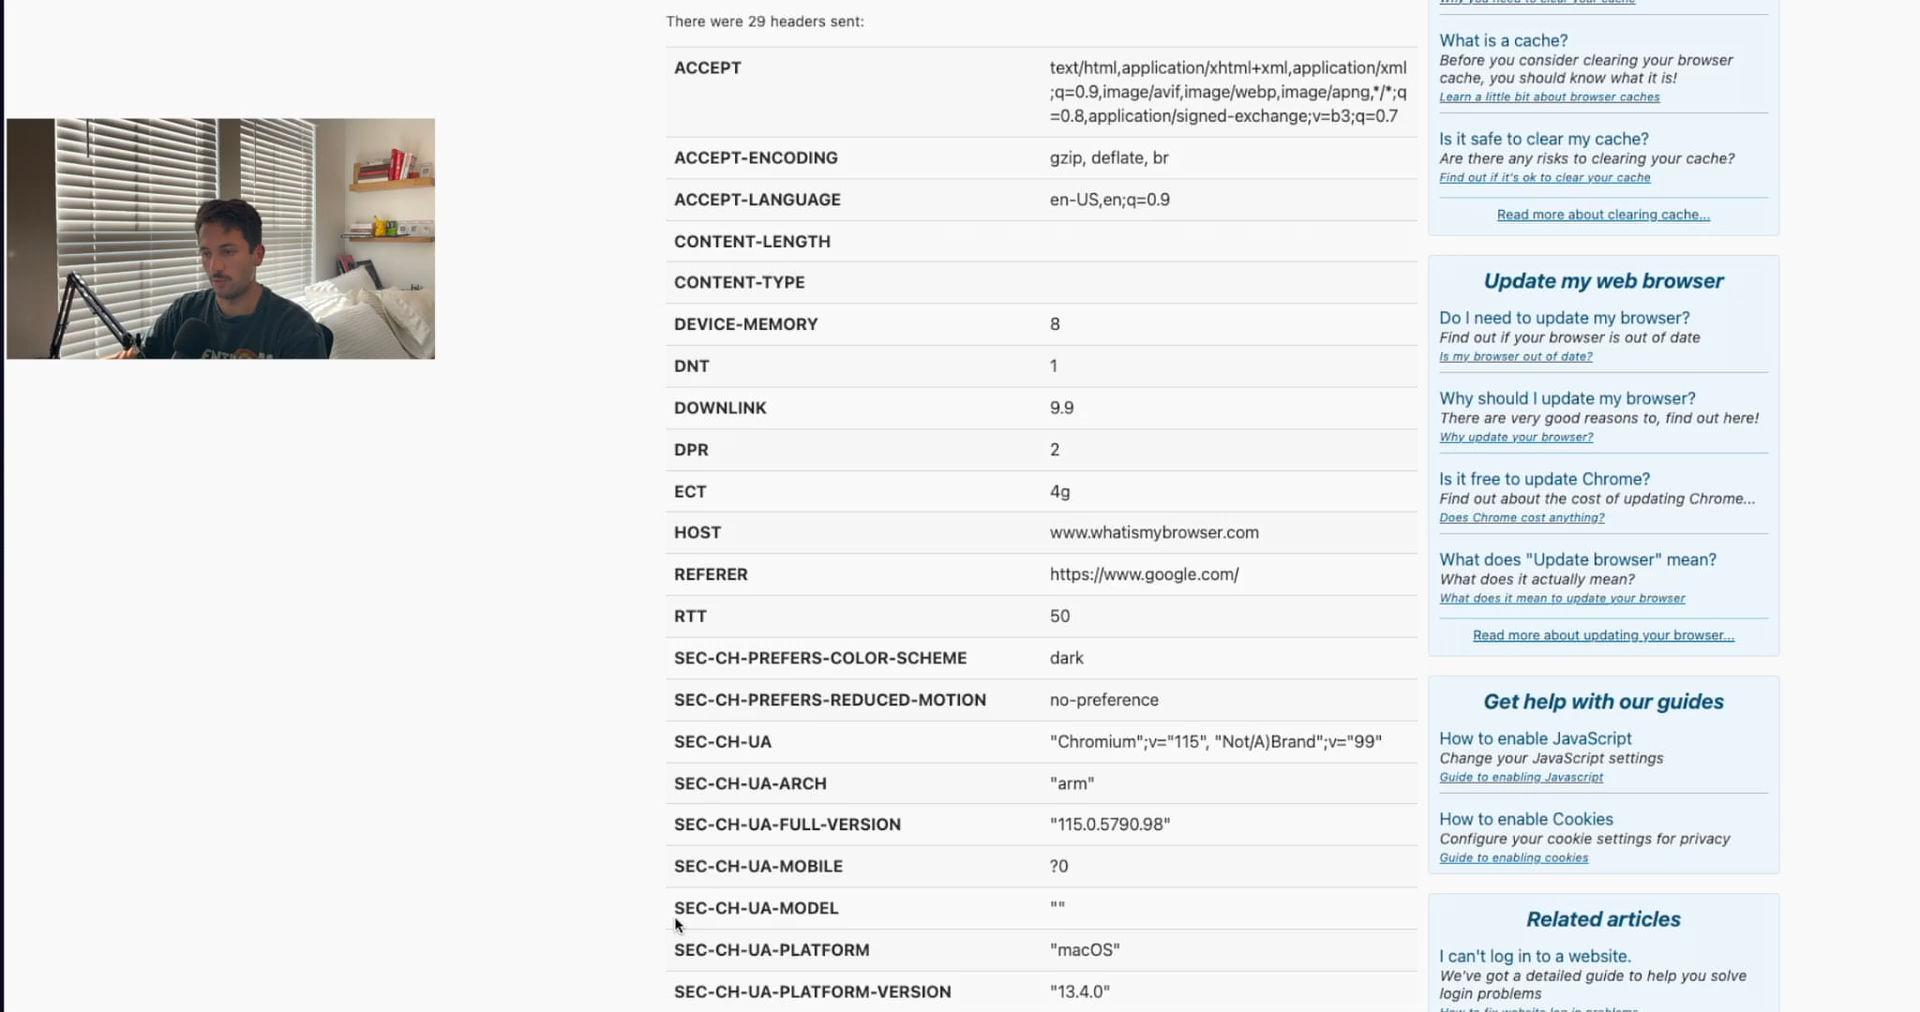 There were 29 headers sent:
ACCEPT
text/html,application/xhtml+xml,application/xml
;q=0.9,image/avif,image/webp,image/apng,*/*;q
=0.8,application/signed-exchange;v=b3;q=0.7
ACCEPT-ENCODING gzip, deflate, br
ACCEPT-LANGUAGE en-US,en;q=0.9
CONTENT-LENGTH
CONTENT-TYPE
DEVICE-MEMORY 8
DNT 1
DOWNLINK 9.9
DPR 2
ECT 4g
HOST www.whatismybrowser.com
REFERER https://www.google.com/
RTT 50
SEC-CH-PREFERS-COLOR-SCHEME dark
SEC-CH-PREFERS-REDUCED-MOTION no-preference
SEC-CH-UA "Chromium";v="115", "Not/A)Brand";v="99"
SEC-CH-UA-ARCH "arm"
SEC-CH-UA-FULL-VERSION "115.0.5790.98"
SEC-CH-UA-MOBILE ?0
SEC-CH-UA-MODEL ""
SEC-CH-UA-PLATFORM "macOS"
SEC-CH-UA-PLATFORM-VERSION "13.4.0"
What is a cache?
Before you consider clearing your browser
cache, you should know what it is!
Learn a little bit about browser caches
Is it safe to clear my cache?
Are there any risks to clearing your cache?
Find out if it's ok to clear your cache
Read more about clearing cache...
Update my web browser
Do I need to update my browser?
Find out if your browser is out of date
Is my browser out of date?
Why should I update my browser?
There are very good reasons to, find out here!
Why update your browser?
Is it free to update Chrome?
Find out about the cost of updating Chrome...
Does Chrome cost anything?
What does "Update browser" mean?
What does it actually mean?
What does it mean to update your browser
Read more about updating your browser...
Get help with our guides
How to enable JavaScript
Change your JavaScript settings
Guide to enabling Javascript
How to enable Cookies
Configure your cookie settings for privacy
Guide to enabling cookies
Related articles
I can't log in to a website.
We've got a detailed guide to help you solve
login problems